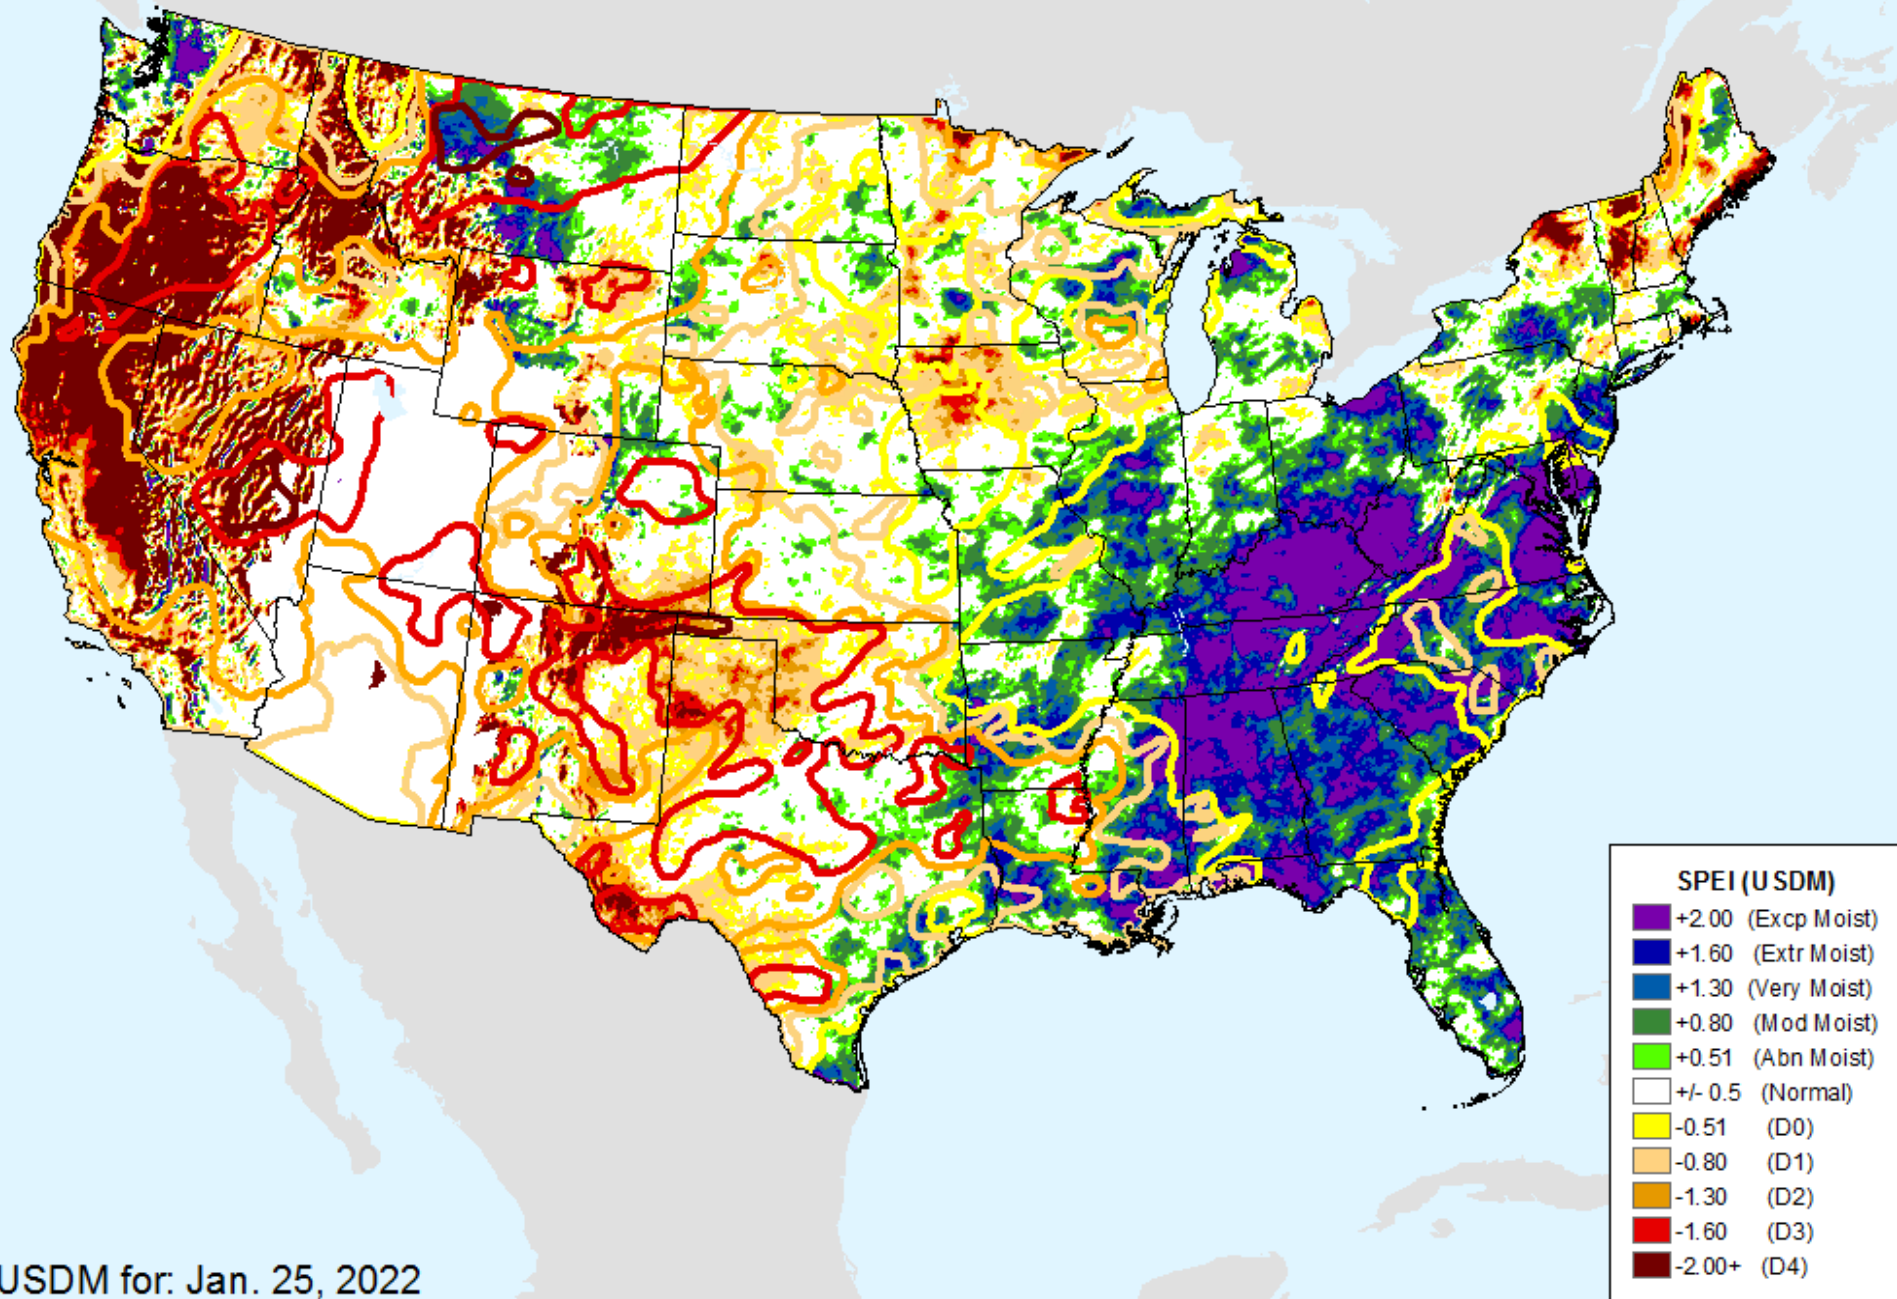 SPEI (USDM)
+2.00 (Excp Moist)
+1.60 (Extr Moist)
+1.30 (Very Moist)
+0.80 (Mod Moist)
+0.51 (Abn Moist)
+/- 0.5 (Normal)
-0.51 (D0)
-0.80 (D1)
-1.30 (D2)
-1.60 (D3)
-2.00+ (D4)
USDM for: Jan. 25, 2022